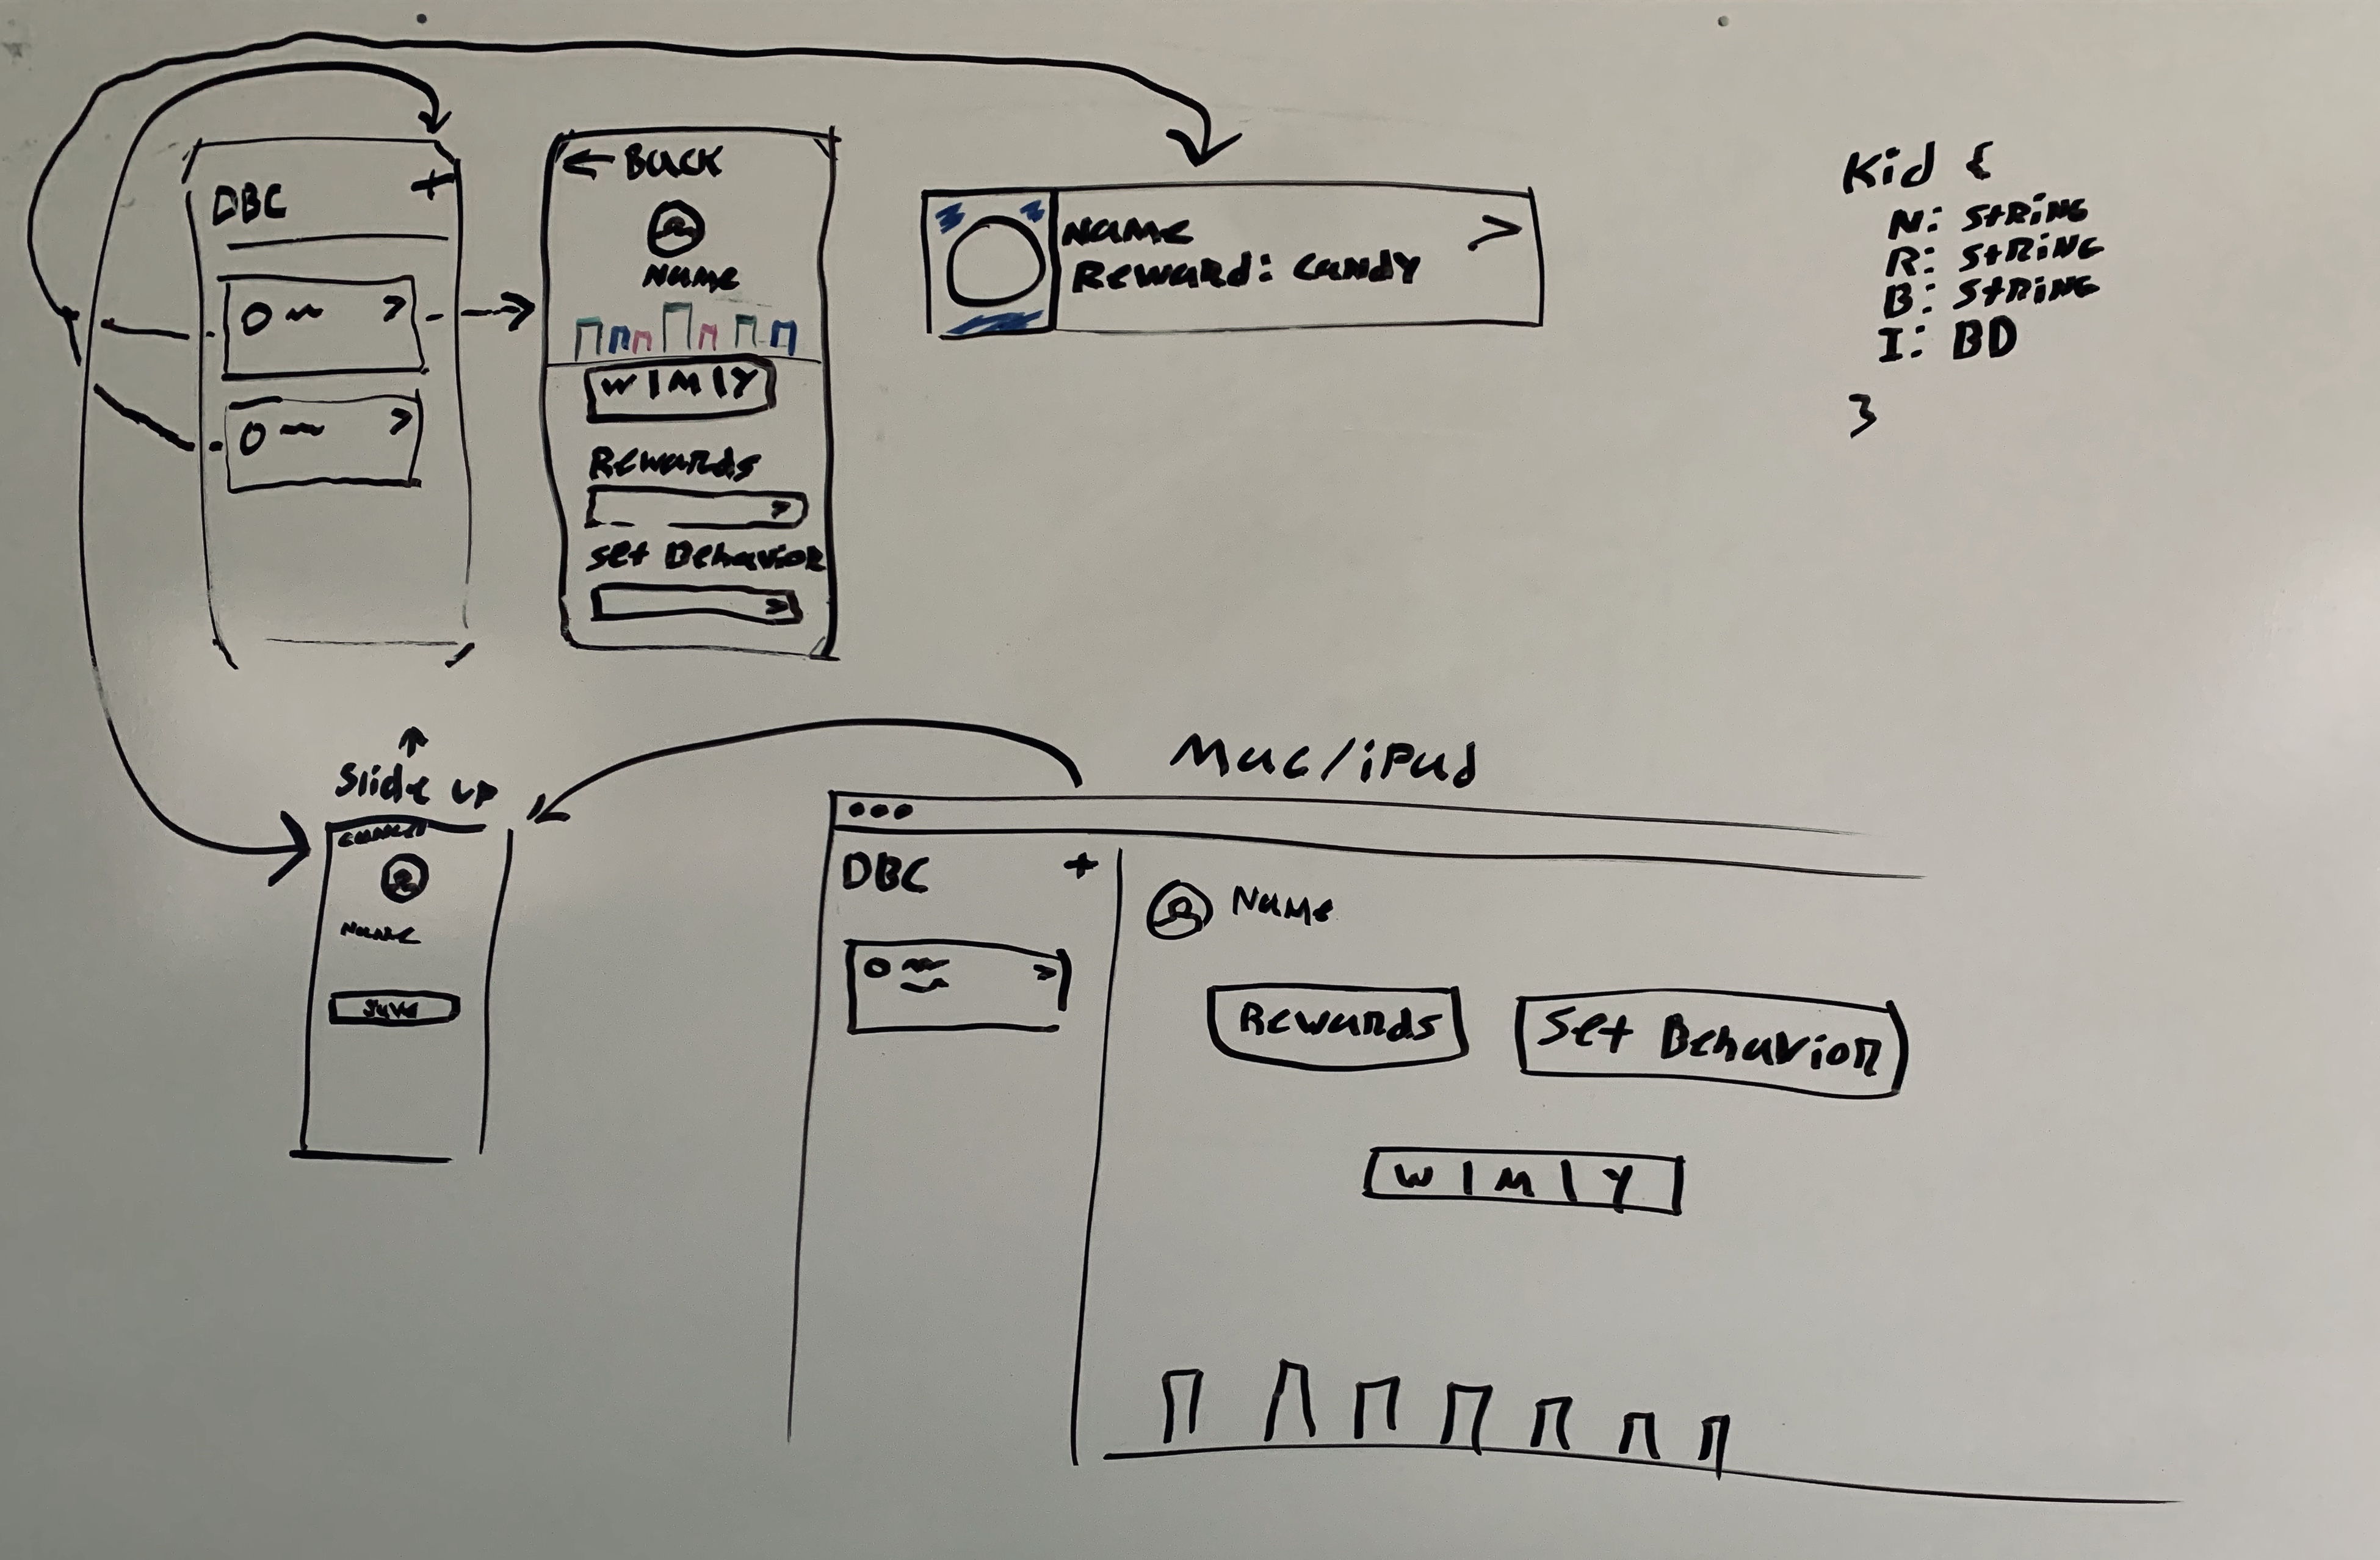 DBC +
← Back
Name
W | M | Y
Rewards
>
Set Behavior
>
Name
Reward: Candy
>
Kid {
N: String
R: String
B: String
I: BD
}
Slide up
Cancel
Name
Save
Mac/iPad
DBC +
Name
Rewards
Set Behavior
W | M | Y